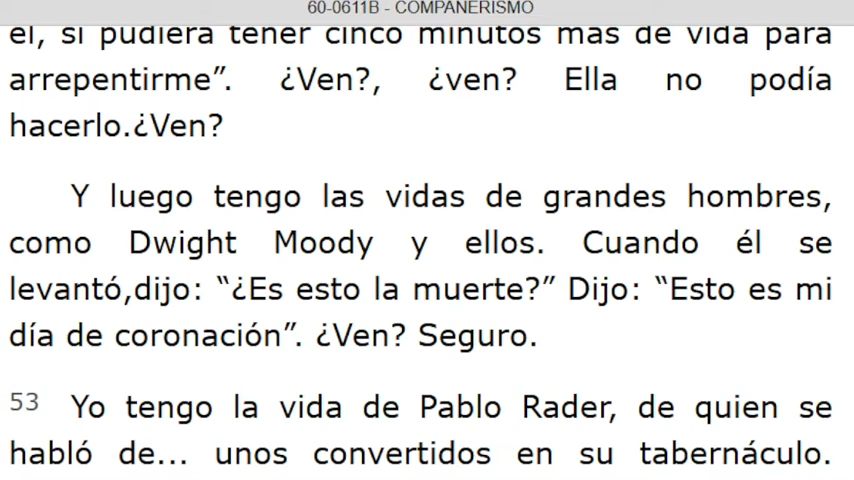 60-0611B - COMPAÑERISMO
él, si pudiera tener cinco minutos más de vida para
arrepentirme”. ¿Ven?, ¿ven? Ella no podía
hacerlo.¿Ven?
Y luego tengo las vidas de grandes hombres,
como Dwight Moody y ellos. Cuando él se
levantó,dijo: “¿Es esto la muerte?” Dijo: “Esto es mi
día de coronación”. ¿Ven? Seguro.
53 Yo tengo la vida de Pablo Rader, de quien se
habló de... unos convertidos en su tabernáculo.